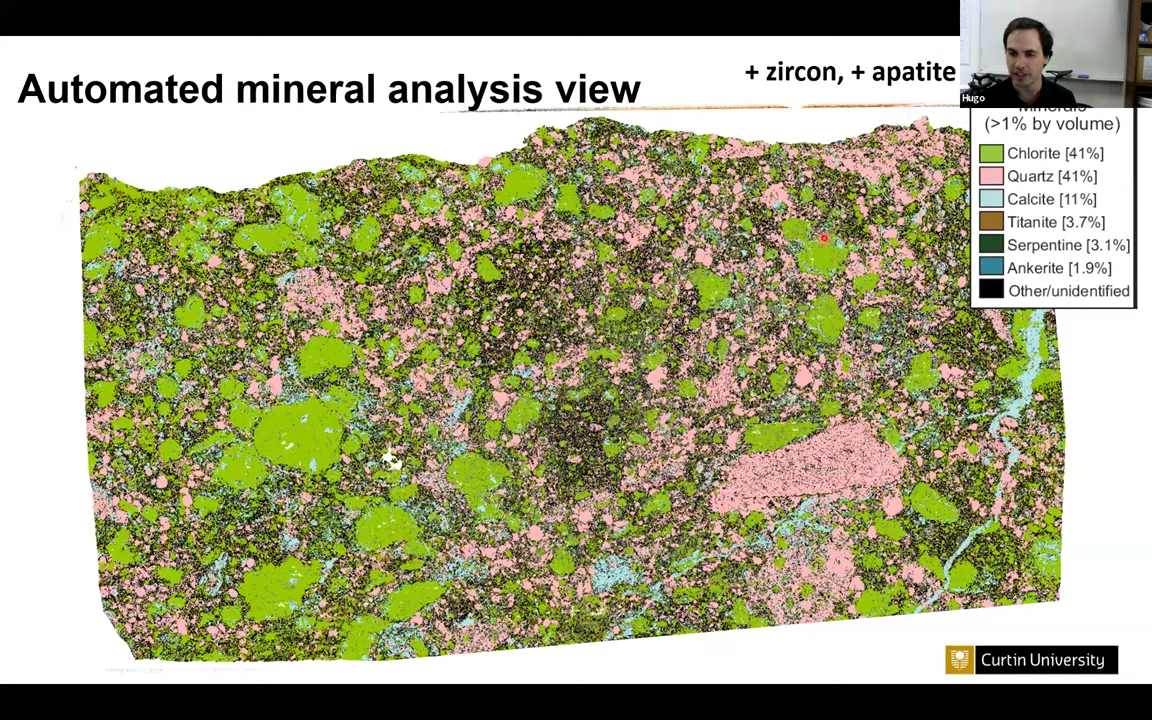 Automated mineral analysis view
+ zircon, + apatite
Hugo
Minerals
(>1% by volume)
Chlorite [41%]
Quartz [41%]
Calcite [11%]
Titanite [3.7%]
Serpentine [3.1%]
Ankerite [1.9%]
Other/unidentified
Curtin University